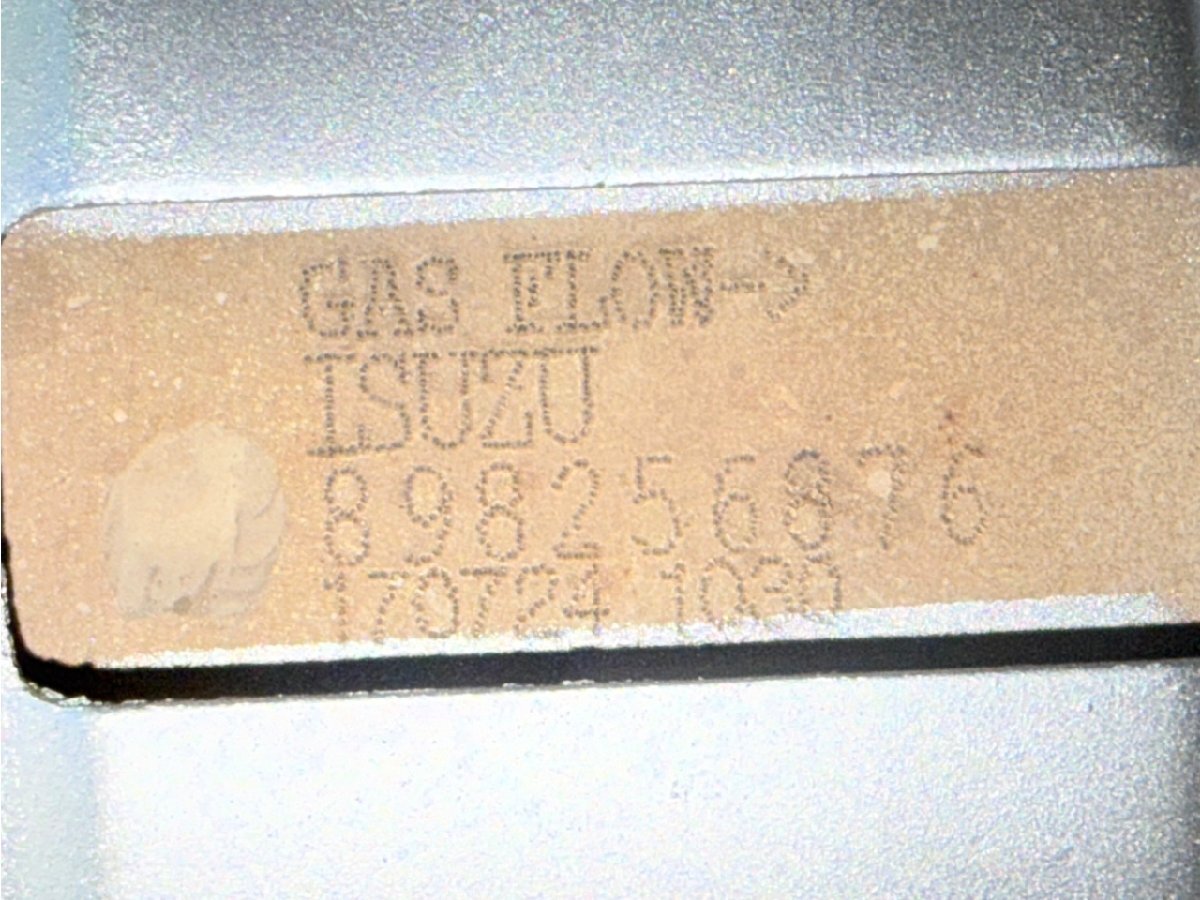 GAS FLOW->
ISUZU
898256876
170724 1030